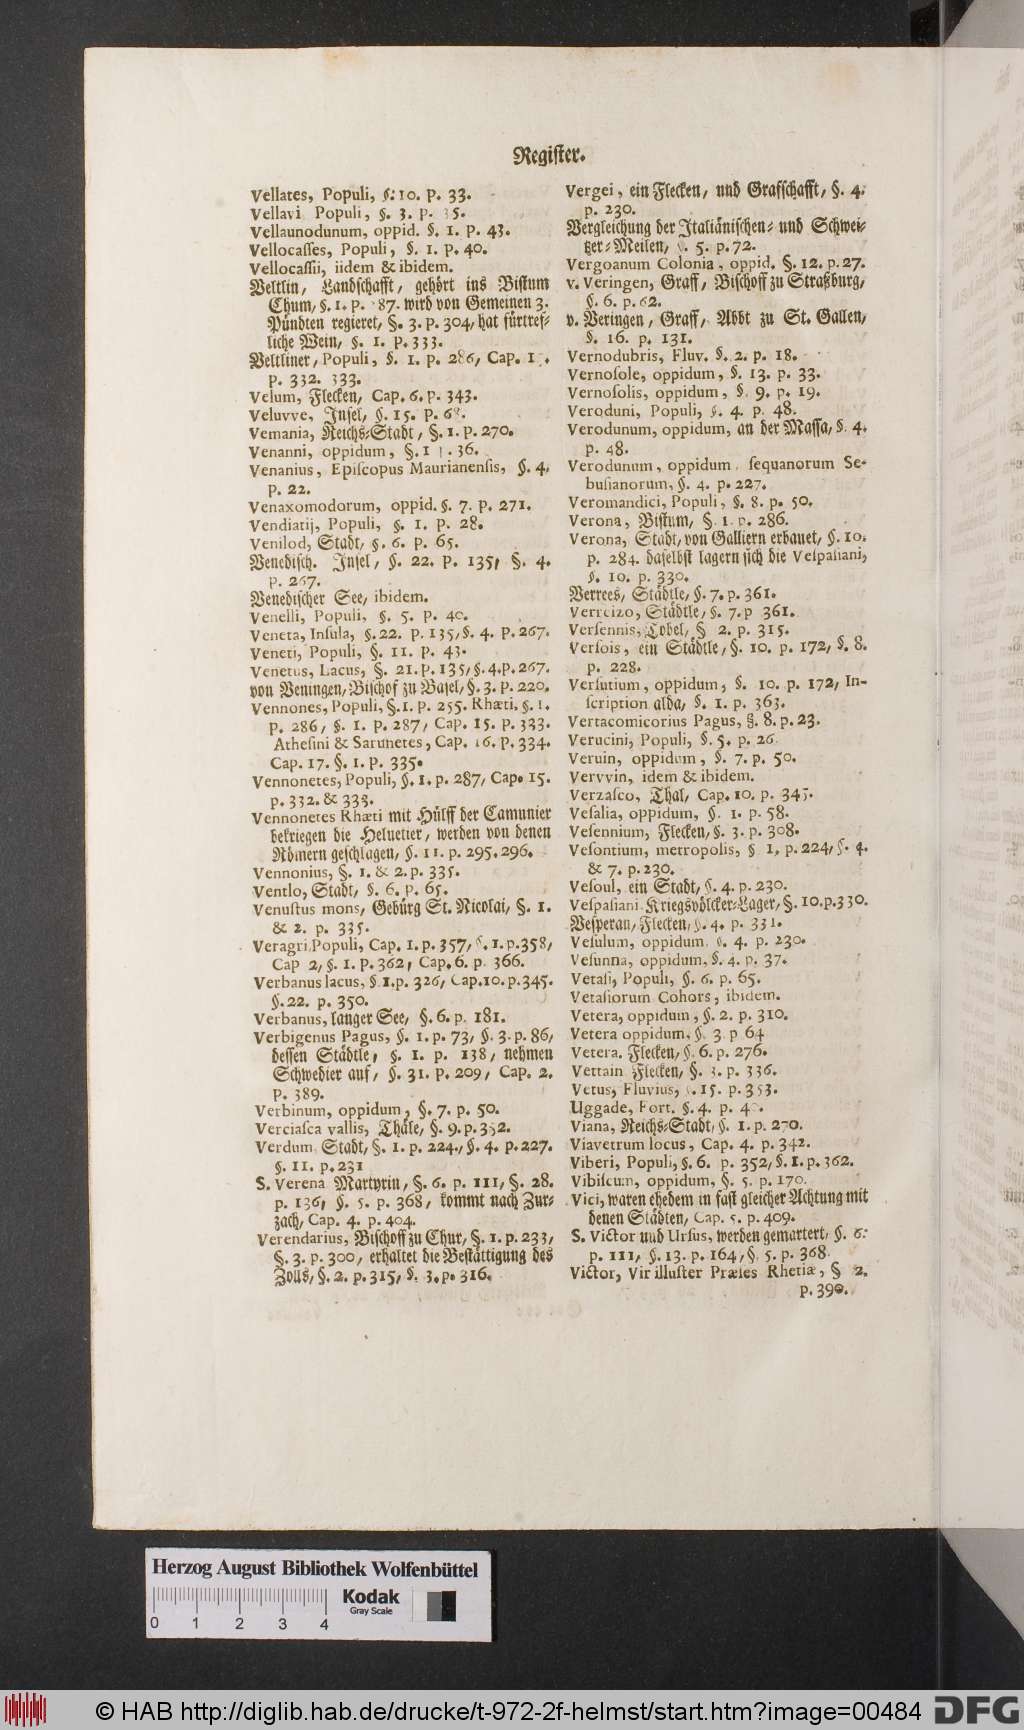 Register.
Vellates, Populi, §. 10. p. 33.
Vellavi Populi, §. 3. p. 35.
Vellaunodunum, oppid. §. 1. p. 43.
Vellocasses, Populi, §. 1. p. 40.
Vellocassii, iidem & ibidem.
Veltlin, Landschafft, gehört ins Bistum
Chum, §. 1. p. 87. wird von Gemeinen 3.
Pündten regieret, §. 3. p. 304, hat fürtref-
liche Wein, §. 1. p. 333.
Veltliner, Populi, §. 1. p. 286, Cap.
p. 332. 333.
Velum, Flecken, Cap. 6. p. 343.
Veluvve, Insel, §. 15. p.
Vemania, Reichs-Stadt, §. 1. p. 270.
Venanni, oppidum, §. 36.
Venanius, Episcopus Maurianensis, §. 4.
p. 22.
Venaxomodorum, oppid. §. 7. p. 271.
Vendiatij, Populi, §. 1. p. 28.
Venilod, Stadt, §. 6. p. 65.
Venedisch. Insel, §. 22. p. 135, §. 4.
p. 267.
Venedischer See, ibidem.
Venelli, Populi, §. 5. p. 40.
Veneta, Insula, §. 22. p. 135, §. 4. p. 267.
Veneti, Populi, §. 11. p. 43.
Venetus, Lacus, §. 21. p. 135, §. 4. p. 267.
von Veningen, Bischof zu Basel, §. 3. p. 220.
Vennones, Populi, §. 1. p. 255. Rhæti, §. 1.
p. 286, §. 1. p. 287, Cap. 15. p. 333.
Athesini & Sarunetes, Cap. 16. p. 334.
Cap. 17. §. 1. p. 335.
Vennonetes, Populi, §. 1. p. 287, Cap. 15.
p. 332. & 333.
Vennonetes Rhæti mit Hülff der Camunier
bekriegen die Heluetier, werden von denen
Römern geschlagen, §. 11. p. 295. 296.
Vennonius, §. 1. & 2. p. 335.
Ventlo, Stadt, §. 6. p. 65.
Venustus mons, Gebürg St. Nicolai, §. 1.
& 2. p. 335.
Veragri, Populi, Cap. 1. p. 357, §. 1. p. 358,
Cap 2, §. 1. p. 362, Cap. 6. p. 366.
Verbanus lacus, §. 1. p. 326, Cap. 10. p. 345.
§. 22. p. 350.
Verbanus, langer See, §. 6. p. 181.
Verbigenus Pagus, §. 1. p. 73, §. 3. p. 86,
dessen Städtle, §. 1. p. 138, nehmen
Schwedier auf, §. 31. p. 209, Cap. 2.
p. 389.
Verbinum, oppidum, §. 7. p. 50.
Verciasca vallis, Thäle, §. 9. p. 352.
Verdum Stadt, §. 1. p. 224., §. 4. p. 227.
§. 11. p. 231
S. Verena Martyrin, §. 6. p. 111, §. 28.
p. 136, §. 5. p. 368, kommt nach Zur-
zach, Cap. 4. p. 404.
Verendarius, Bischoff zu Chur, §. 1. p. 233,
§. 3. p. 300, erhaltet die Bestättigung des
Zolls, §. 2. p. 315, §. 3. p. 316.
Vergei, ein Flecken, und Grafschafft, §. 4.
p. 230.
Vergleichung der Italiänischen- und Schwei-
tzer-Meilen, §. 5. p. 72.
Vergoanum Colonia, oppid. §. 12. p. 27.
v. Veringen, Graff, Bischoff zu Straßburg,
§. 6. p. 62.
v. Veringen, Graff, Abbt zu St. Gallen,
§. 16. p. 131.
Vernodubris, Fluv. §. 2. p. 18.
Vernosole, oppidum, §. 13. p. 33.
Vernosolis, oppidum, §. 9. p. 19.
Veroduni, Populi, §. 4. p. 48.
Verodunum, oppidum, an der Massa, §. 4.
p. 48.
Verodunum, oppidum, sequanorum Se-
busianorum, §. 4. p. 227.
Veromandici, Populi, §. 8. p. 50.
Verona, Bistum, §. 1. p. 286.
Verona, Stadt, von Galliern erbauet, §. 10.
p. 284. daselbst lagern sich die Vespasiani,
§. 10. p. 330.
Verrees, Städtle, §. 7. p. 361.
Verrezzo, Städtle, §. 7. p 361.
Versennis, Tobel, § 2. p. 315.
Versois, ein Städtle, §. 10. p. 172, §. 8.
p. 228.
Versutium, oppidum, §. 10. p. 172, In-
scription alda, §. 1. p. 363.
Vertacomicorius Pagus, §. 8. p. 23.
Verucini, Populi, §. 5. p. 26
Veruin, oppidum, §. 7. p. 50.
Vervvin, idem & ibidem.
Verzasco, Thal, Cap. 10. p. 345.
Vesalia, oppidum, §. 1. p. 58.
Vesennium, Flecken, §. 3. p. 308.
Vesontium, metropolis, § 1, p. 224, §. 4.
& 7. p. 230.
Vesoul, ein Stadt, §. 4. p. 230.
Vespasiani Kriegsvölcker-Lager, §. 10. p. 330.
Vesperan, Flecken, §. 4. p. 331.
Vesulum, oppidum, §. 4. p. 230.
Vesunna, oppidum, §. 4. p. 37.
Vetasi, Populi, §. 6. p. 65.
Vetasiorum Cohors, ibidem.
Vetera, oppidum, §. 2. p. 310.
Vetera oppidum, §. 3. p 64
Vetera. Flecken, §. 6. p. 276.
Vettain Flecken, §. 3. p. 336.
Vetus, Fluvius, §. 15. p. 353.
Uggade, Fort. §. 4. p.
Viana, Reichs-Stadt, §. 1. p. 270.
Viavetrum locus, Cap. 4. p. 342.
Viberi, Populi, §. 6. p. 352, §. 1. p. 362.
Vibiscum, oppidum, §. 5. p. 170.
Vici, waren ehedem in fast gleicher Achtung mit
denen Städten, Cap. 5. p. 409.
S. Victor und Ursus, werden gemartert, §. 6.
p. 111, §. 13. p. 164, §. 5. p. 368.
Victor, Vir illuster Præses Rhetiæ, § 2.
p. 390.
Herzog August Bibliothek Wolfenbüttel
Kodak
Gray Scale
0 1 2 3 4
© HAB http://diglib.hab.de/drucke/t-972-2f-helmst/start.htm?image=00484
DFG